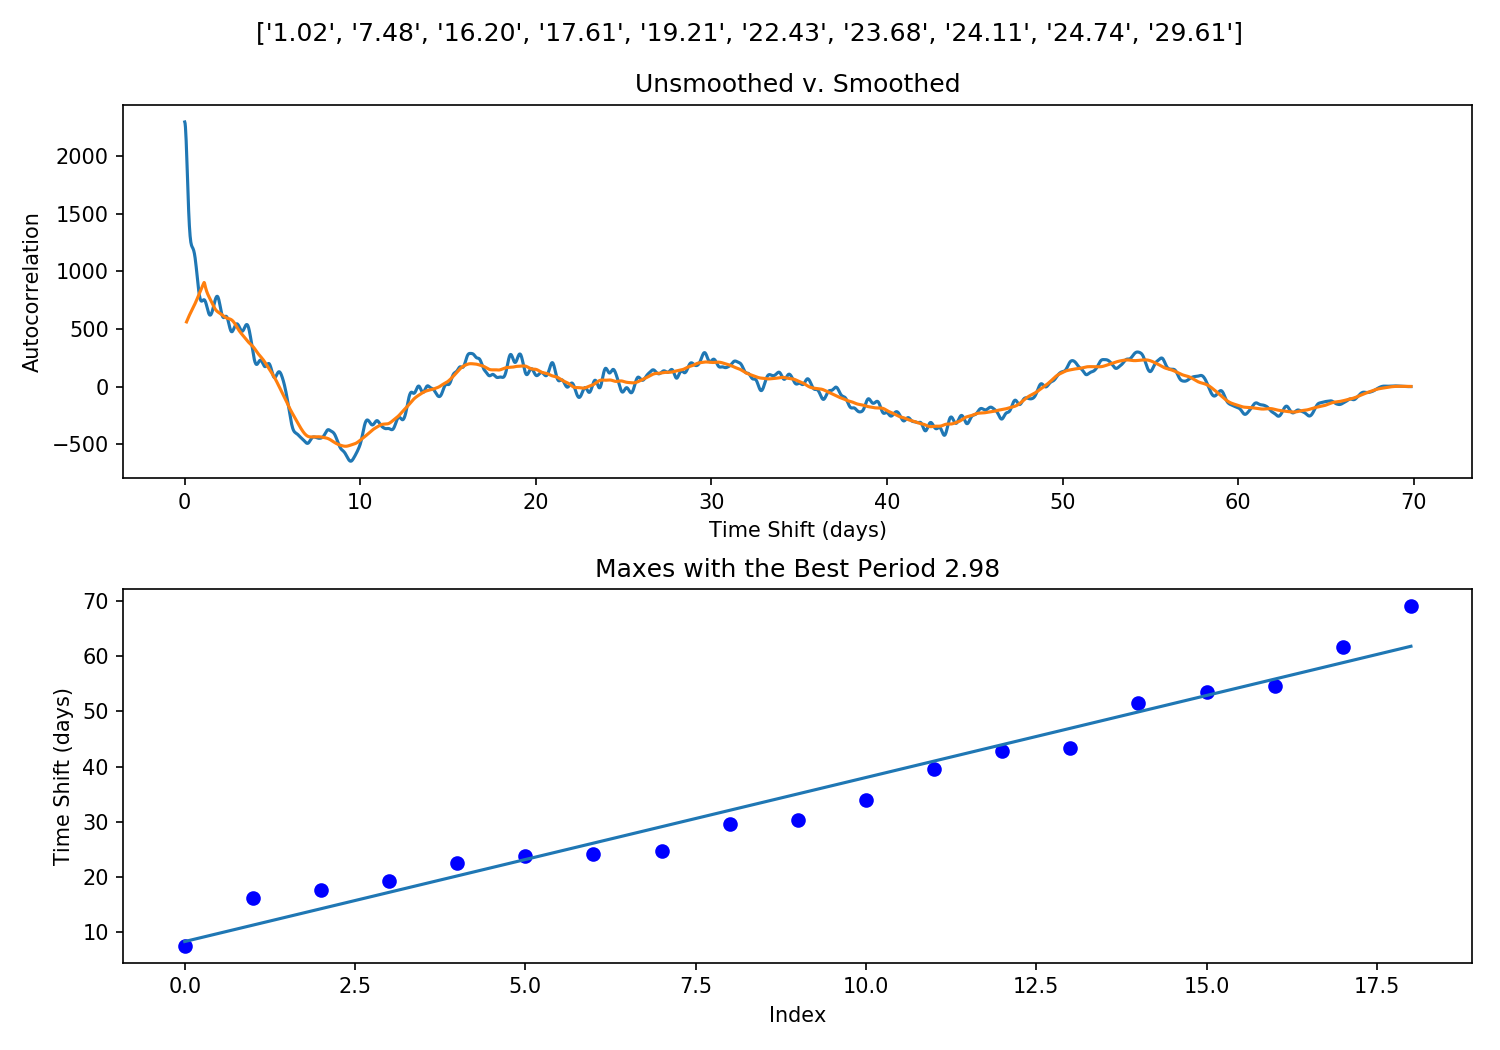 ['1.02', '7.48', '16.20', '17.61', '19.21', '22.43', '23.68', '24.11', '24.74', '29.61']
Unsmoothed v. Smoothed
Autocorrelation
2000
1500
1000
500
0
−500
0 10 20 30 40 50 60 70
Time Shift (days)
Maxes with the Best Period 2.98
Time Shift (days)
70
60
50
40
30
20
10
0.0 2.5 5.0 7.5 10.0 12.5 15.0 17.5
Index